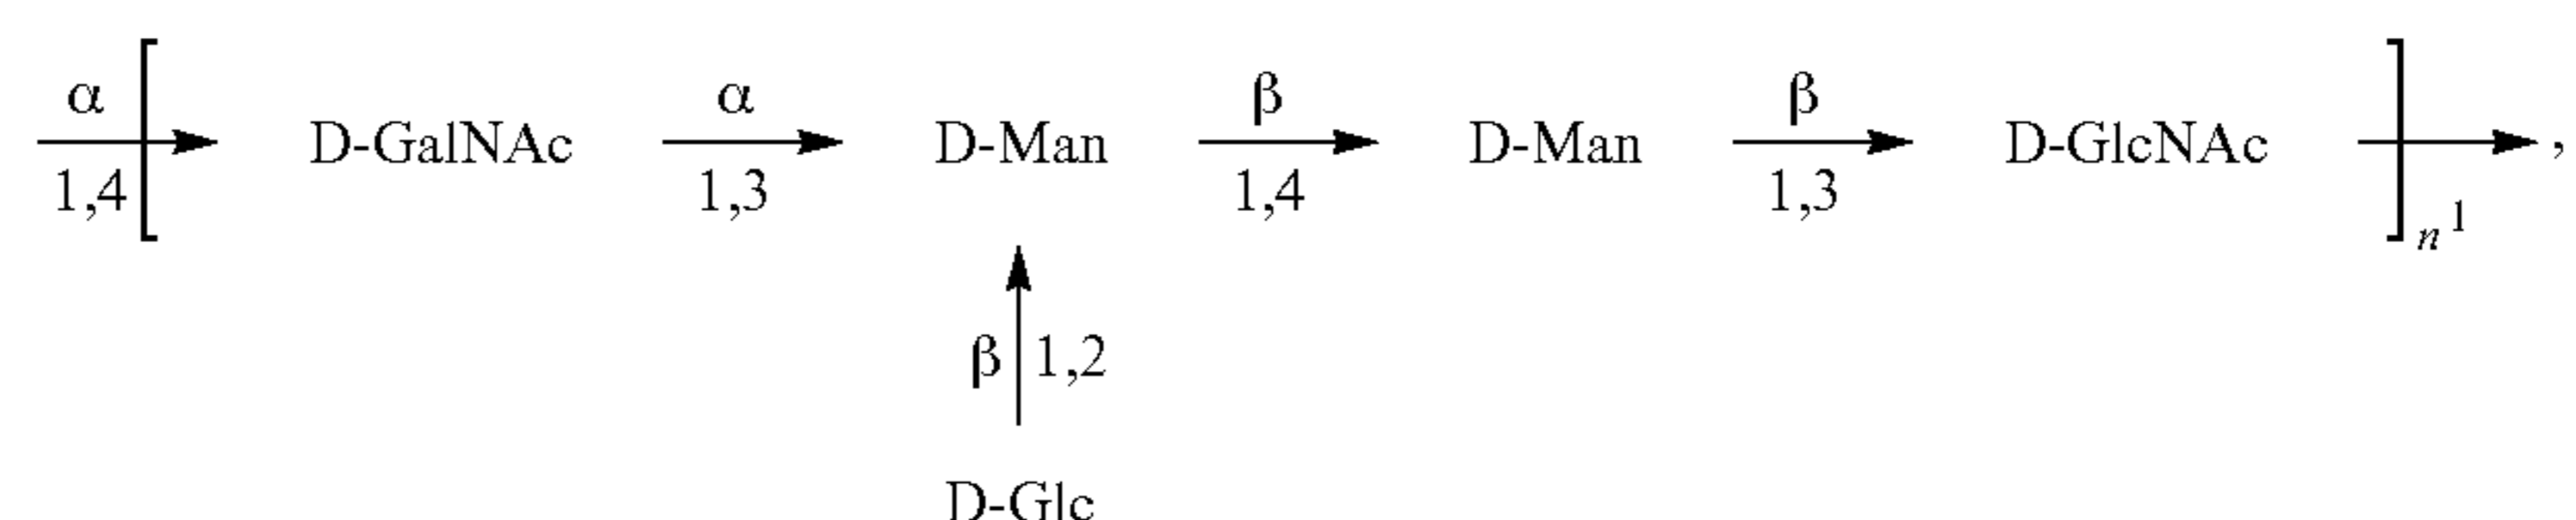 α α β β
D-GalNAc D-Man D-Man D-GlcNAc ,
1,4 1,3 1,4 1,3 n 1
β 1,2
D-Glc